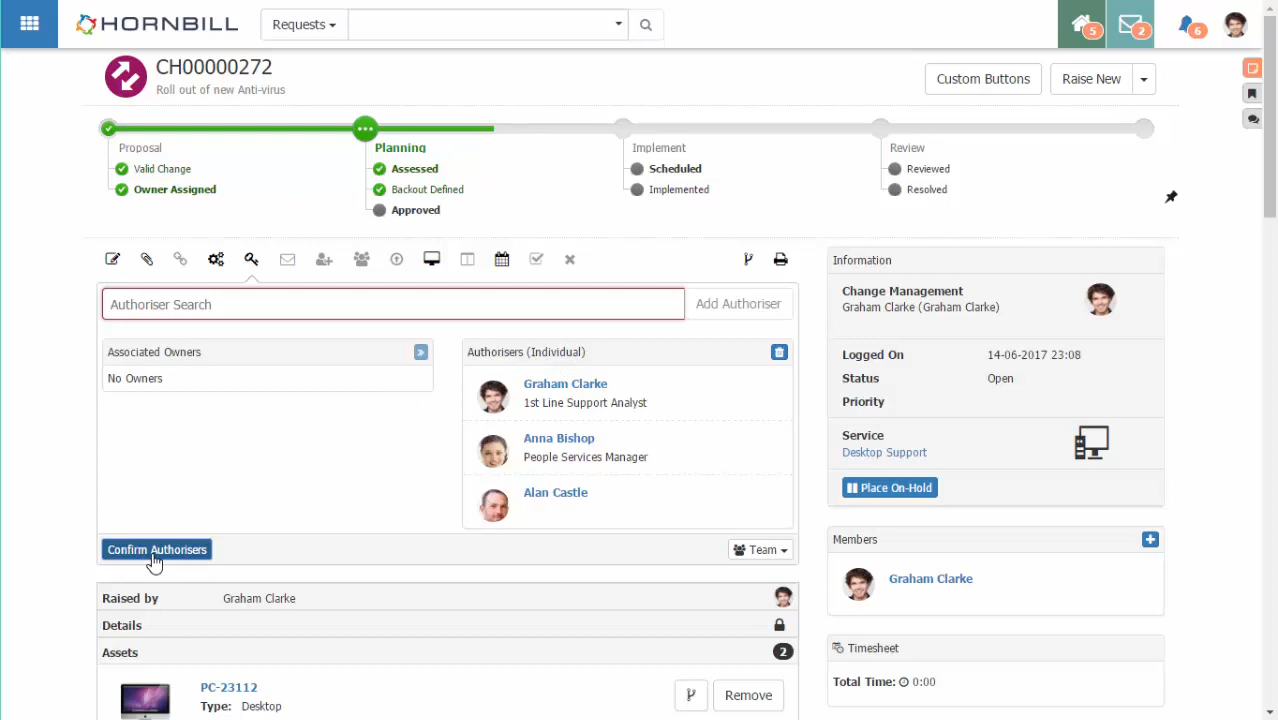 HORNBILL
Requests
5
2
6
CH00000272
Roll out of new Anti-virus
Custom Buttons
Raise New
Proposal
Valid Change
Owner Assigned
Planning
Assessed
Backout Defined
Approved
Implement
Scheduled
Implemented
Review
Reviewed
Resolved
Authoriser Search
Add Authoriser
Associated Owners
No Owners
Authorisers (Individual)
Graham Clarke
1st Line Support Analyst
Anna Bishop
People Services Manager
Alan Castle
Confirm Authorisers
Team
Raised by Graham Clarke
Details
Assets 2
PC-23112
Type: Desktop
Remove
Information
Change Management
Graham Clarke (Graham Clarke)
Logged On 14-06-2017 23:08
Status Open
Priority
Service
Desktop Support
Place On-Hold
Members
Graham Clarke
Timesheet
Total Time: 0:00